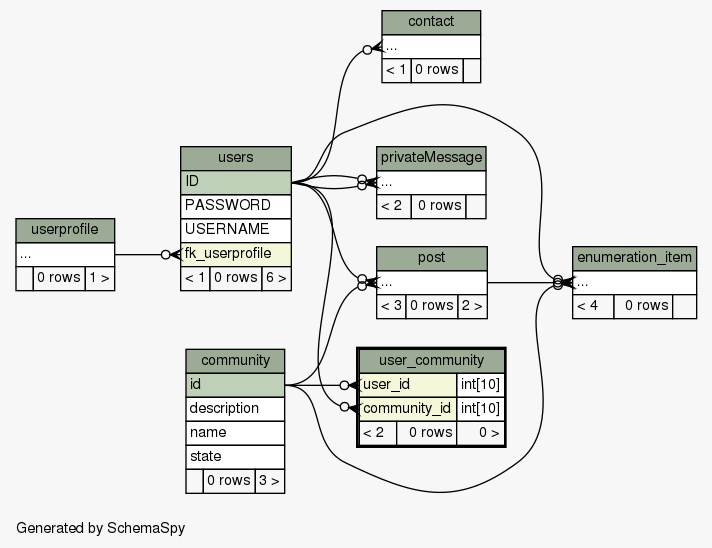 contact
...
< 1 0 rows
users
ID
PASSWORD
USERNAME
fk_userprofile
< 1 0 rows 6 >
privateMessage
...
< 2 0 rows
userprofile
...
0 rows 1 >
post
...
< 3 0 rows 2 >
enumeration_item
...
< 4 0 rows
community
id
description
name
state
0 rows 3 >
user_community
user_id int[10]
community_id int[10]
< 2 0 rows 0 >
Generated by SchemaSpy